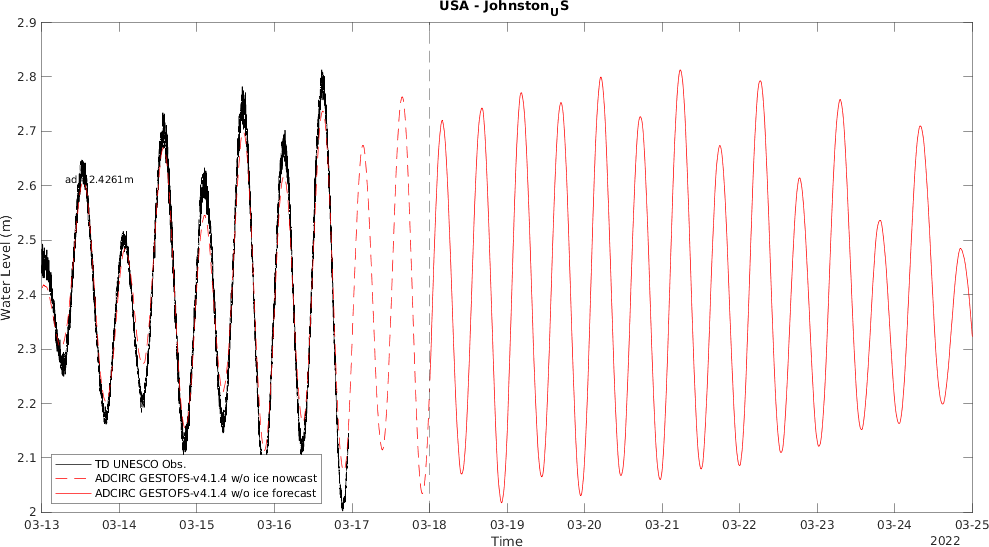 USA - Johnston_US
2.9
2.8
2.7
2.6
2.5
2.4
2.3
2.2
2.1
2
Water Level (m)
2.4261m
TD UNESCO Obs.
ADCIRC GESTOFS-v4.1.4 w/o ice nowcast
ADCIRC GESTOFS-v4.1.4 w/o ice forecast
03-13 03-14 03-15 03-16 03-17 03-18 03-19 03-20 03-21 03-22 03-23 03-24 03-25
Time
2022